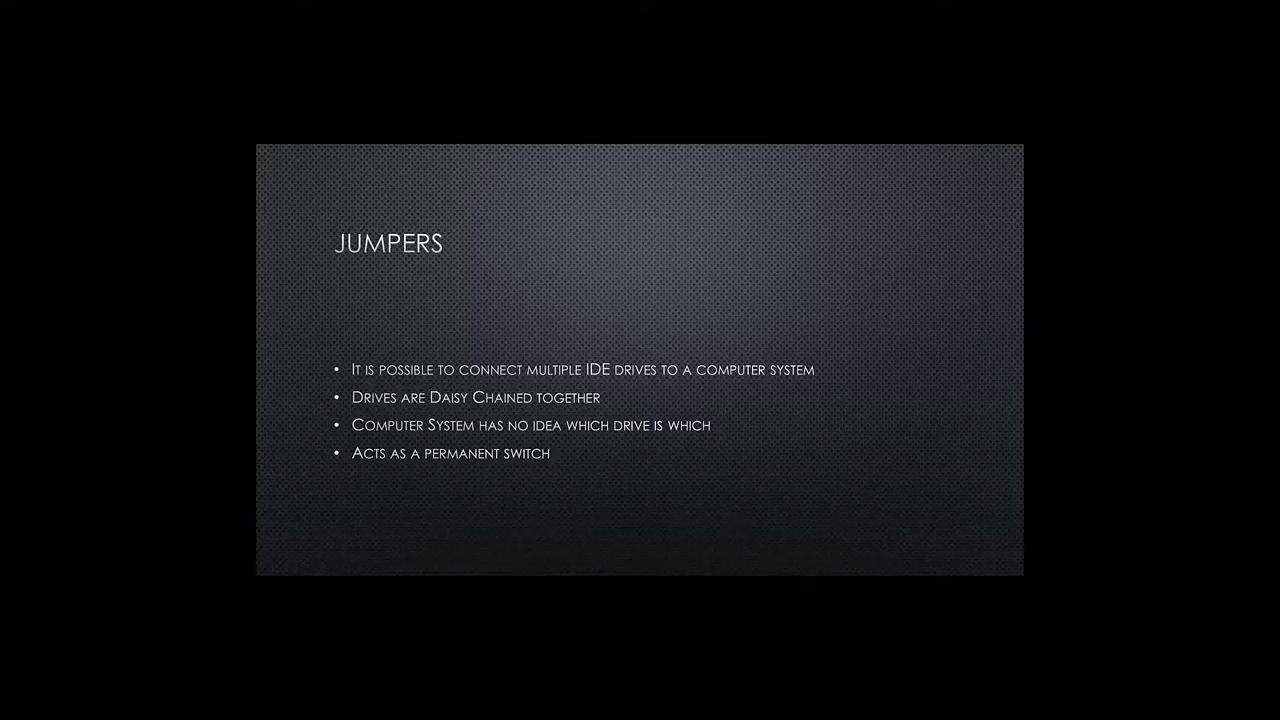 JUMPERS
• It is possible to connect multiple IDE drives to a computer system
• Drives are Daisy Chained together
• Computer System has no idea which drive is which
• Acts as a permanent switch